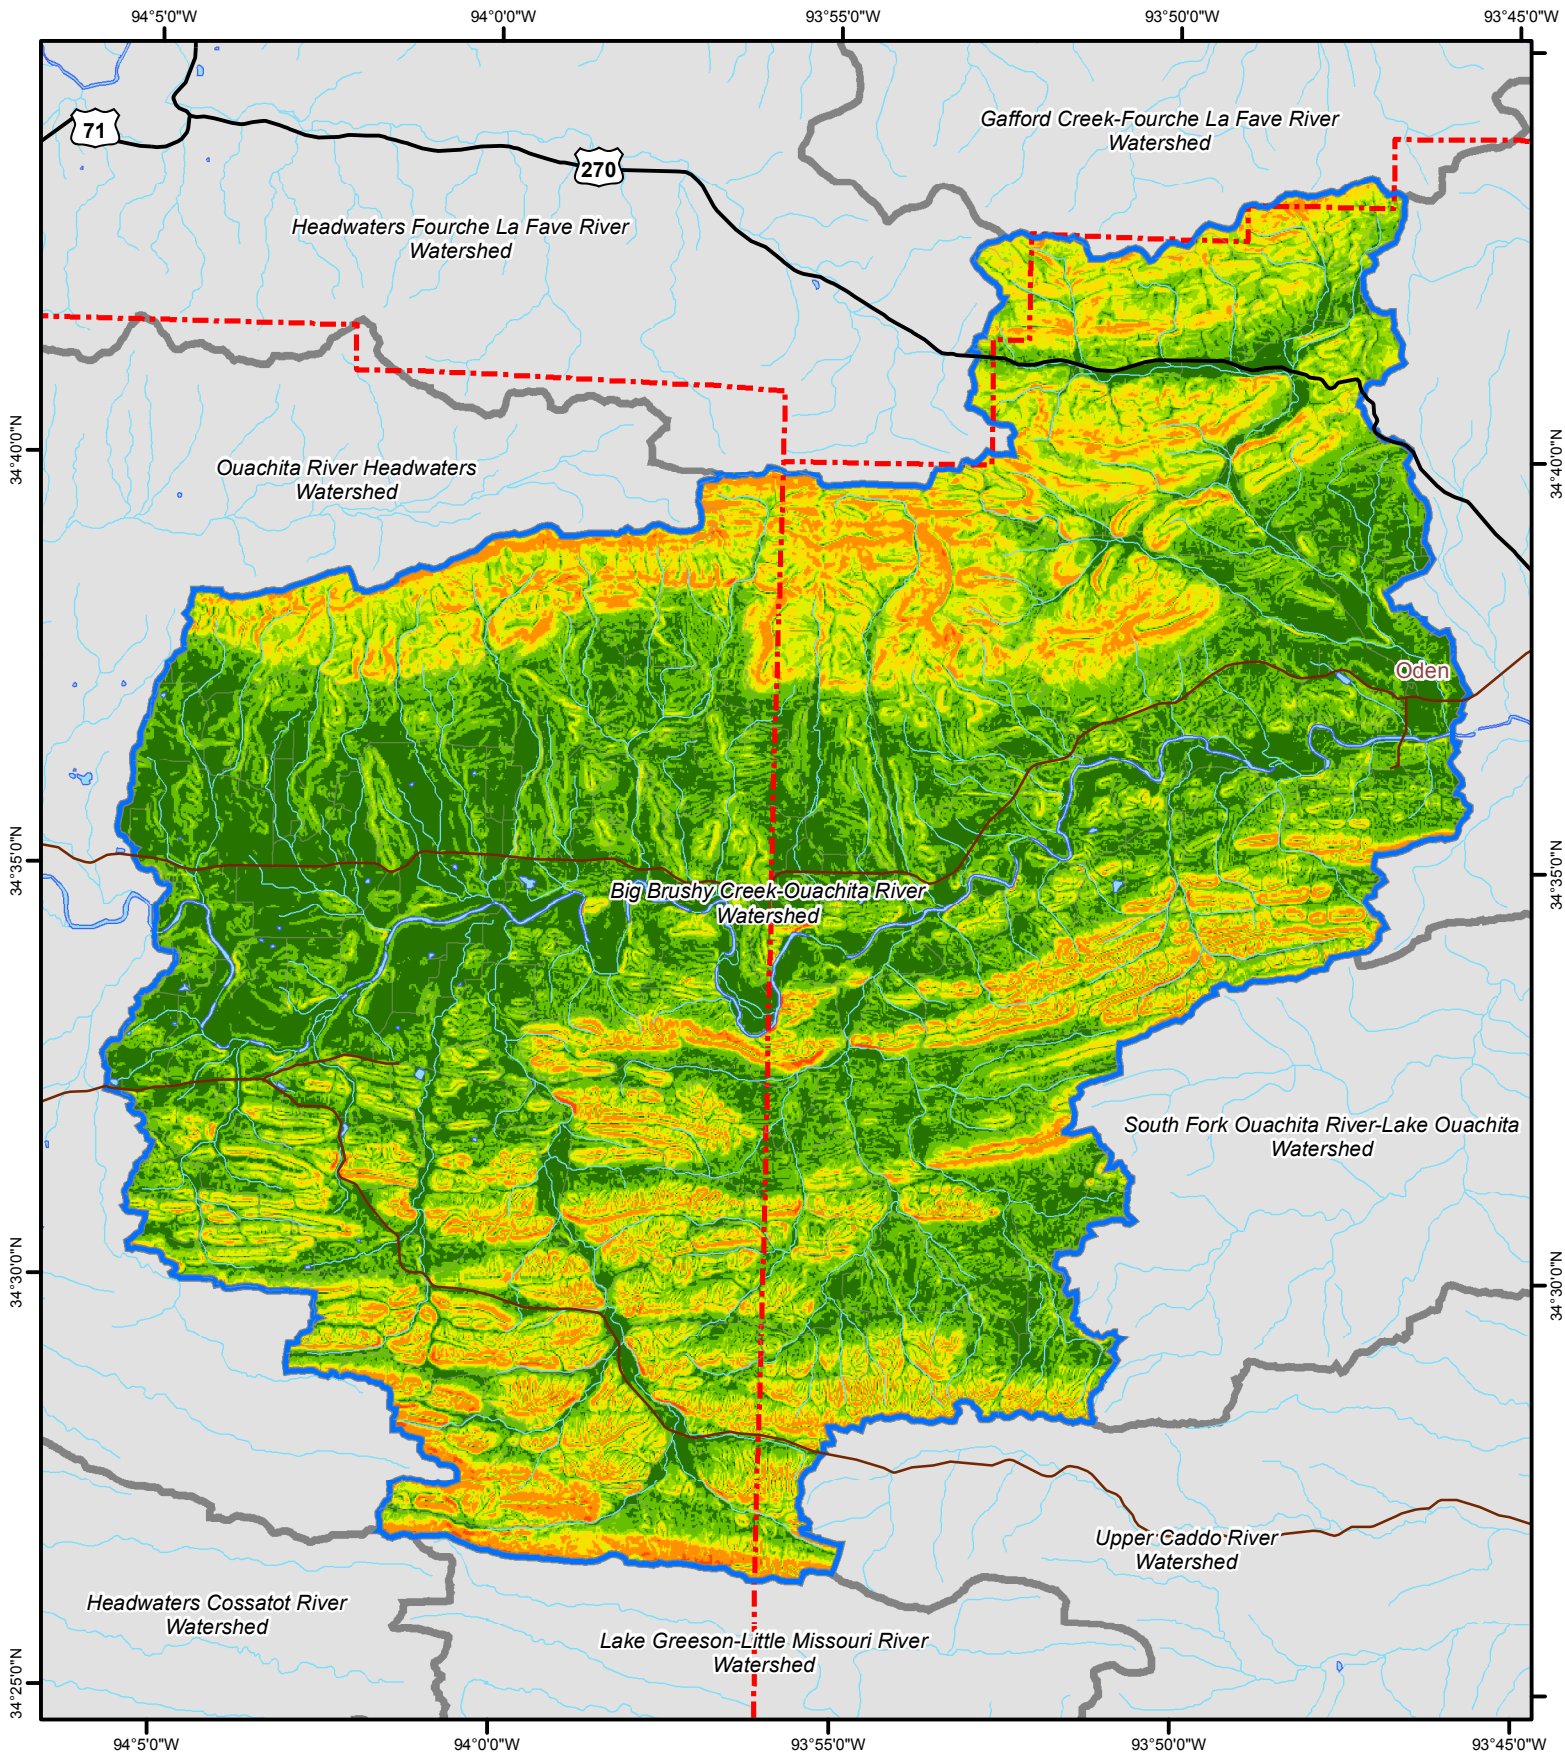 94°5'0"W
94°0'0"W
93°55'0"W
93°50'0"W
93°45'0"W
71
270
Gafford Creek-Fourche La Fave River
Watershed
Headwaters Fourche La Fave River
Watershed
34°40'0"N
34°40'0"N
Ouachita River Headwaters
Watershed
Oden
34°35'0"N
34°35'0"N
Big Brushy Creek-Ouachita River
Watershed
South Fork Ouachita River-Lake Ouachita
Watershed
34°30'0"N
34°30'0"N
Upper Caddo River
Watershed
Headwaters Cossatot River
Watershed
Lake Greeson-Little Missouri River
Watershed
34°25'0"N
94°5'0"W
94°0'0"W
93°55'0"W
93°50'0"W
93°45'0"W